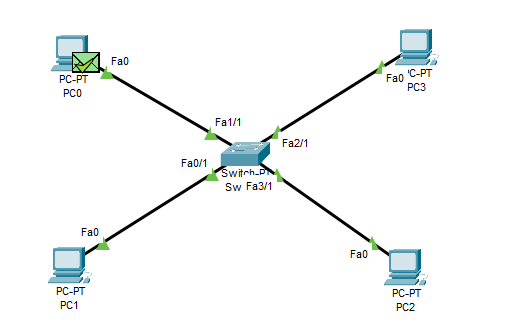 Fa0
PC-PT
PC0
Fa0
'C-PT
PC3
Fa1/1
Fa2/1
Fa0/1
Switch-PT
Sw
Fa3/1
Fa0
PC-PT
PC1
Fa0
PC-PT
PC2